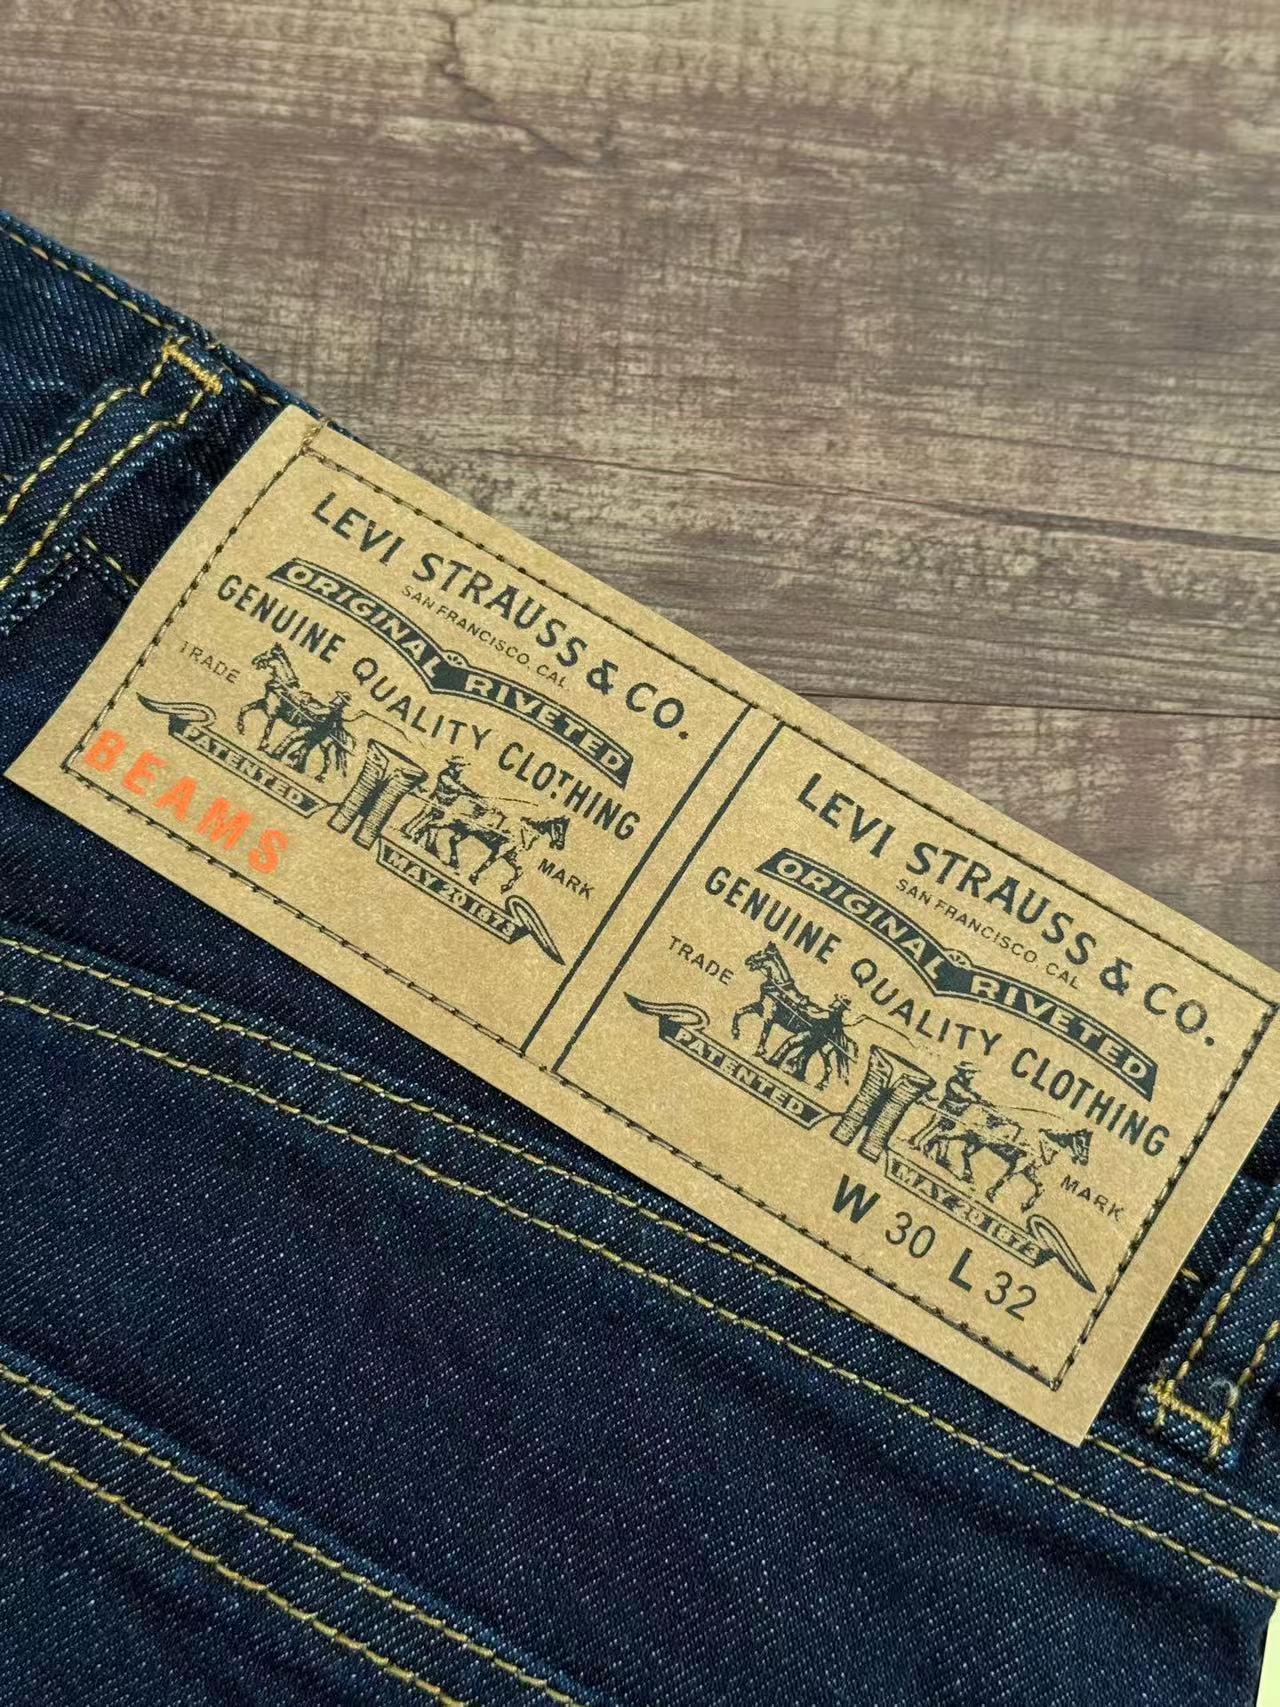 LEVI STRAUSS & CO.
SAN FRANCISCO, CAL
ORIGINAL RIVETED
GENUINE QUALITY CLOTHING
TRADE
MARK
PATENTED
MAY 20 1873
BEAMS
LEVI STRAUSS & CO.
SAN FRANCISCO, CAL
ORIGINAL RIVETED
GENUINE QUALITY CLOTHING
TRADE
MARK
PATENTED
MAY 20 1873
W 30 L 32